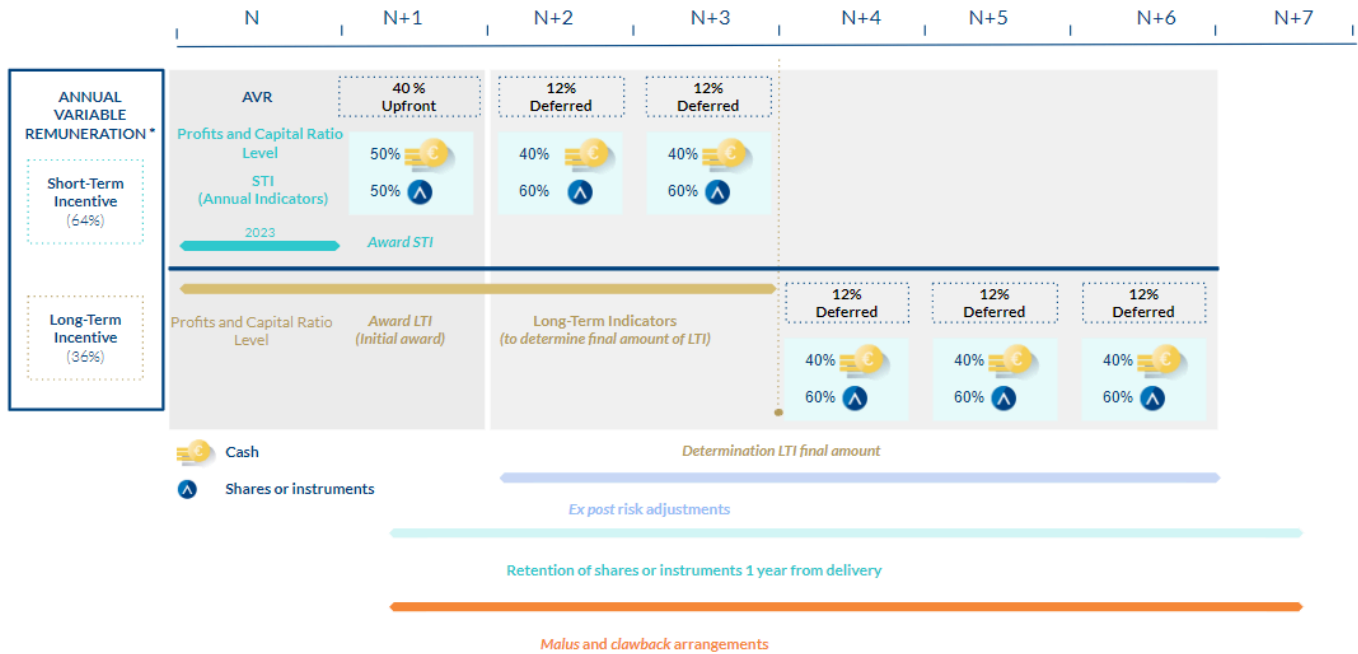 N N+1 N+2 N+3 N+4 N+5 N+6 N+7
ANNUAL
VARIABLE
REMUNERATION *
Short-Term
Incentive
(64%)
Long-Term
Incentive
(36%)
AVR
Profits and Capital Ratio
Level
STI
(Annual Indicators)
2023
40 %
Upfront
50%
50%
Award STI
12%
Deferred
40%
60%
12%
Deferred
40%
60%
Profits and Capital Ratio
Level
Award LTI
(Initial award)
Long-Term Indicators
(to determine final amount of LTI)
12%
Deferred
40%
60%
12%
Deferred
40%
60%
12%
Deferred
40%
60%
Cash
Shares or instruments
Determination LTI final amount
Ex post risk adjustments
Retention of shares or instruments 1 year from delivery
Malus and clawback arrangements